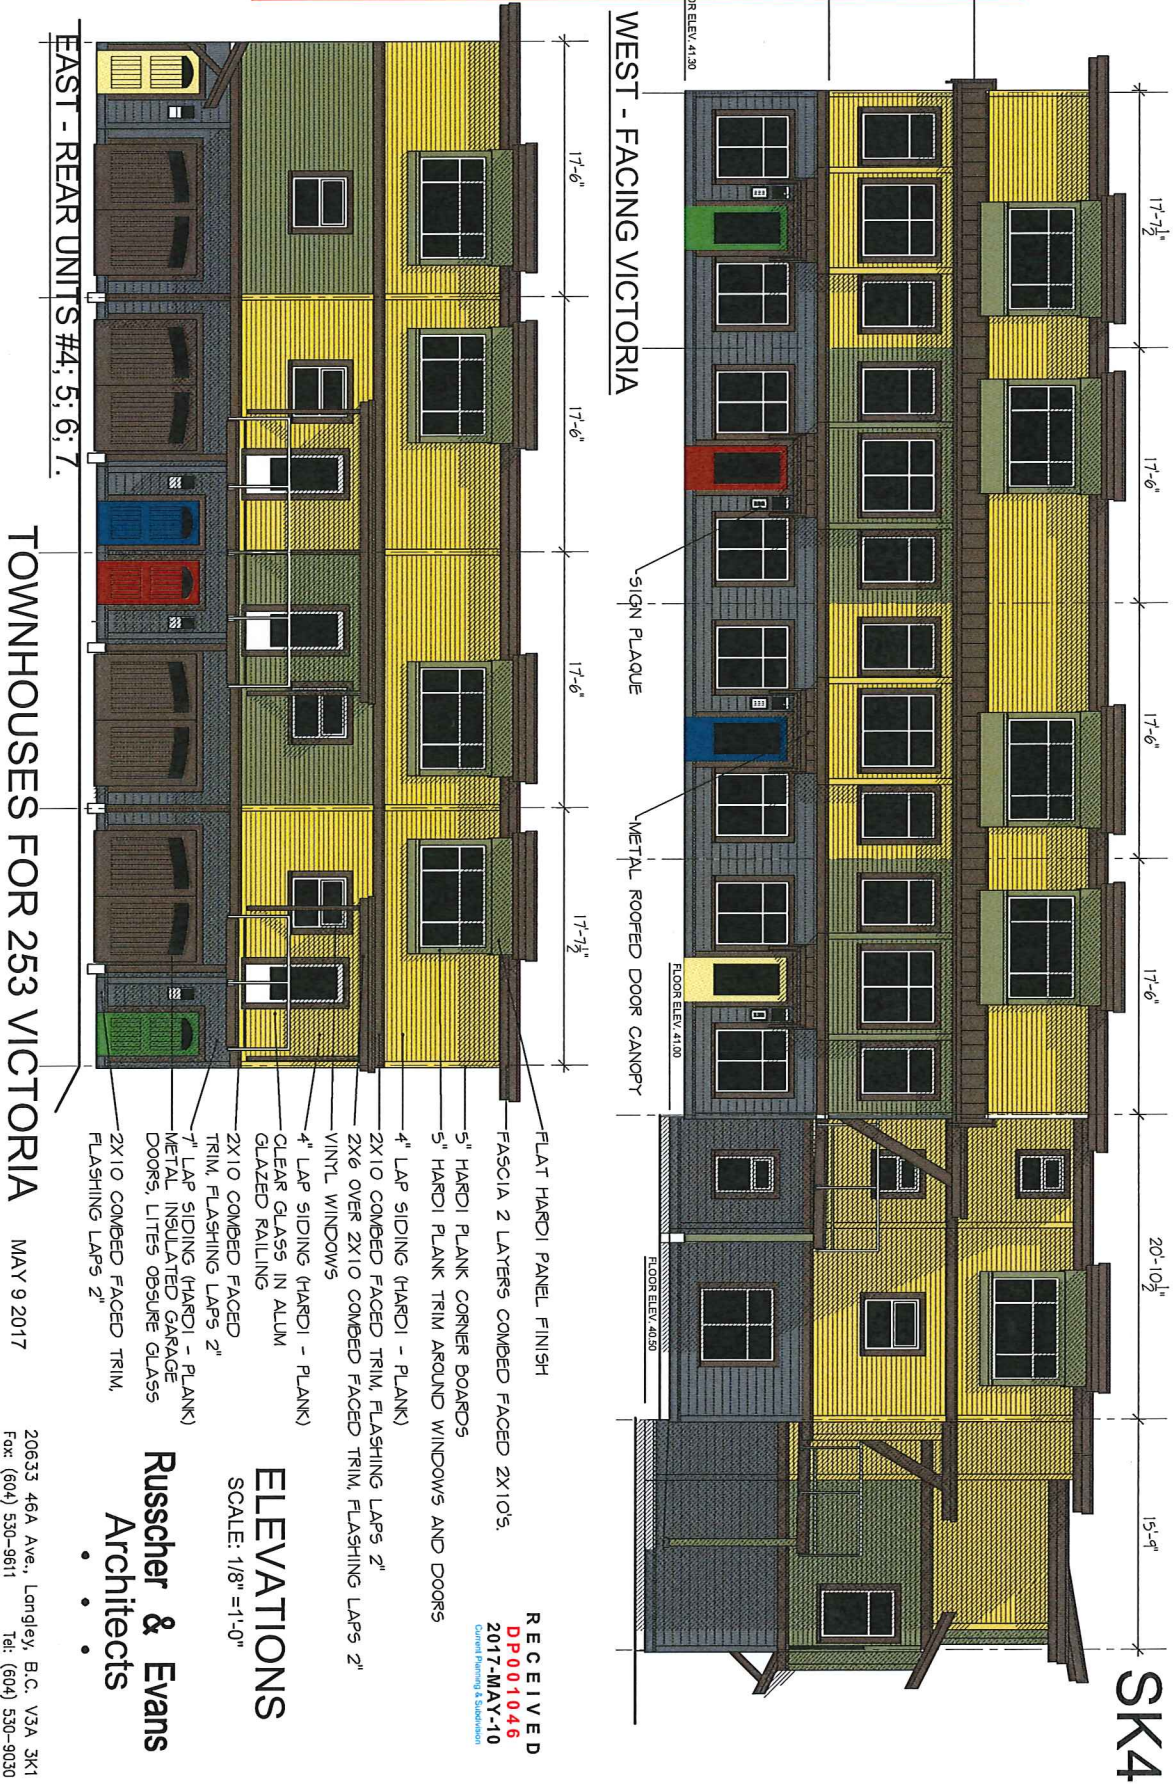 SK4
17'-7½"
17'-6"
17'-6"
17'-6"
20'-10½"
15'-9"
OR ELEV. 41.30
FLOOR ELEV. 41.00
FLOOR ELEV. 40.50
SIGN PLAQUE
METAL ROOFED DOOR CANOPY
WEST - FACING VICTORIA
17'-6"
17'-6"
17'-6"
17'-7½"
FLAT HARDI PANEL FINISH
FASCIA 2 LAYERS COMBED FACED 2X10'S.
5" HARDI PLANK CORNER BOARDS
5" HARDI PLANK TRIM AROUND WINDOWS AND DOORS
4" LAP SIDING (HARDI - PLANK)
2X10 COMBED FACED TRIM, FLASHING LAPS 2"
2X6 OVER 2X10 COMBED FACED TRIM, FLASHING LAPS 2"
VINYL WINDOWS
4" LAP SIDING (HARDI - PLANK)
CLEAR GLASS IN ALUM
GLAZED RAILING
2X10 COMBED FACED
TRIM, FLASHING LAPS 2"
7" LAP SIDING (HARDI - PLANK)
METAL INSULATED GARAGE
DOORS, LITES OBSURE GLASS
2X10 COMBED FACED TRIM,
FLASHING LAPS 2"
EAST - REAR UNITS #4; 5; 6; 7.
RECEIVED
DP001046
2017-MAY-10
Current Planning & Subdivision
ELEVATIONS
SCALE: 1/8" =1'-0"
Russcher & Evans
Architects
TOWNHOUSES FOR 253 VICTORIA
MAY 9 2017
20633 46A Ave., Langley, B.C. V3A 3K1
Fax: (604) 530-9611 Tel: (604) 530-9030